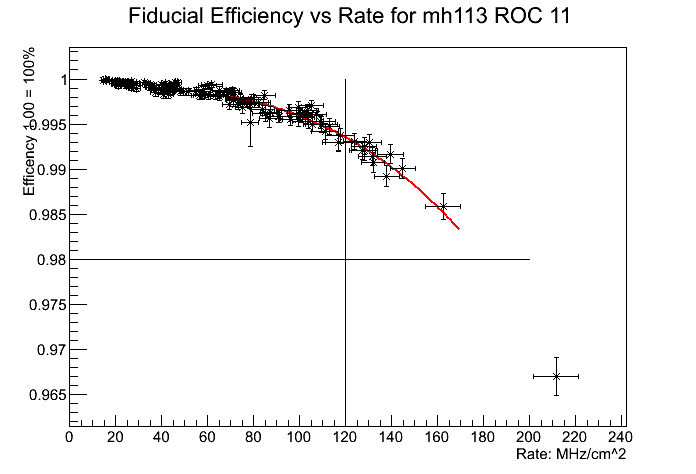 Fiducial Efficiency vs Rate for mh113 ROC 11
Efficency 1.00 = 100%
1
0.995
0.99
0.985
0.98
0.975
0.97
0.965
0 20 40 60 80 100 120 140 160 180 200 220 240
Rate: MHz/cm^2